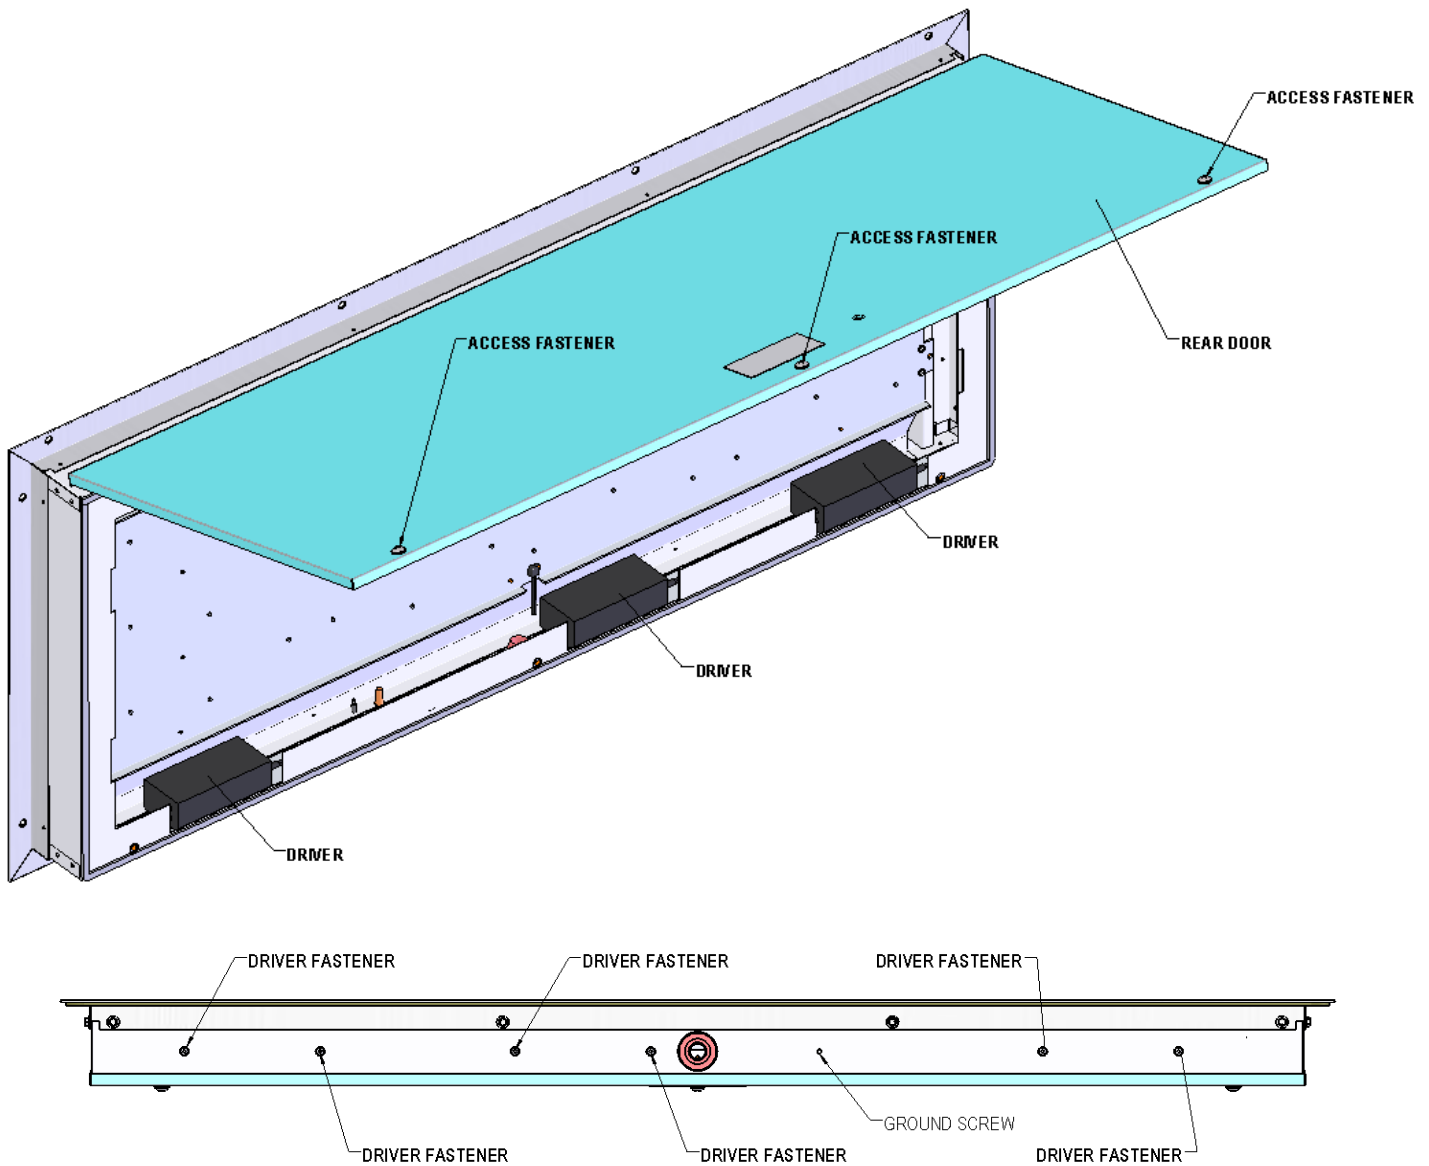 ACCESS FASTENER
ACCESS FASTENER
ACCESS FASTENER
REAR DOOR
DRIVER
DRIVER
DRIVER
DRIVER FASTENER
DRIVER FASTENER
DRIVER FASTENER
GROUND SCREW
DRIVER FASTENER
DRIVER FASTENER
DRIVER FASTENER